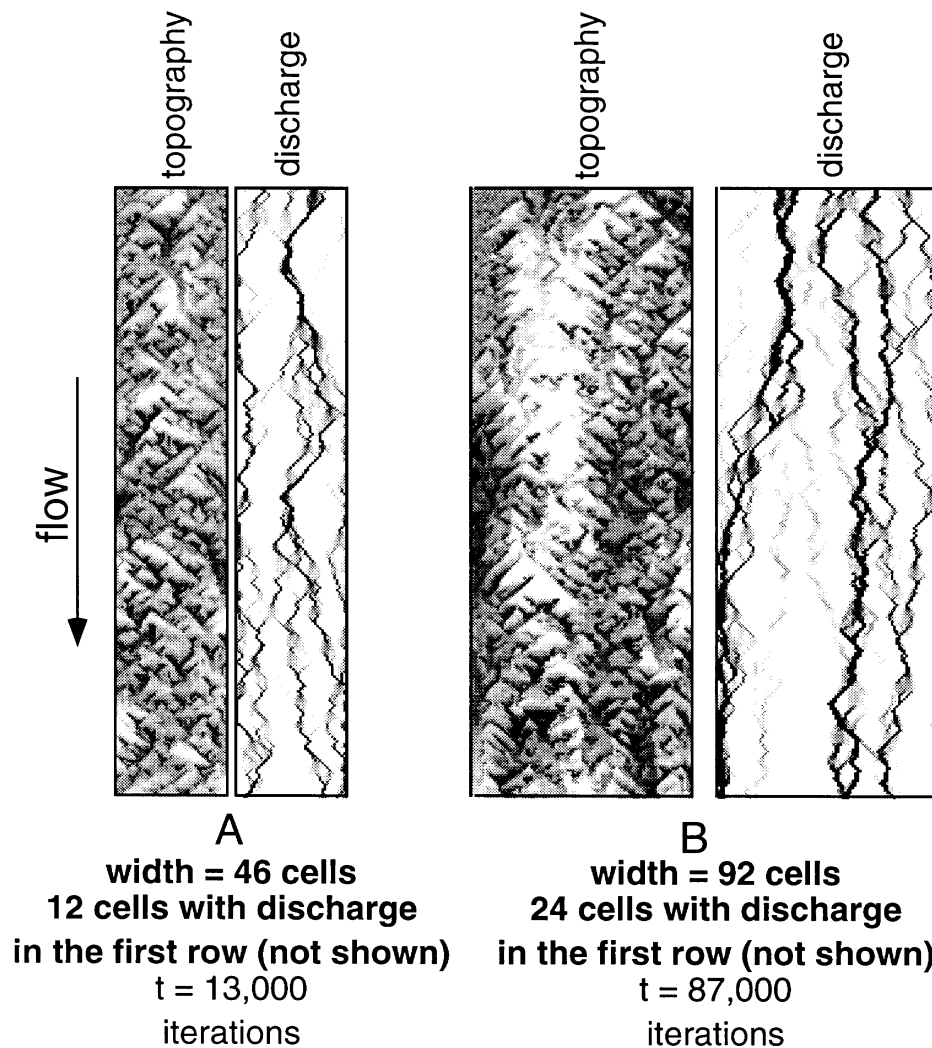 topography
discharge
topography
discharge
flow
A
width = 46 cells
12 cells with discharge
in the first row (not shown)
t = 13,000
iterations
B
width = 92 cells
24 cells with discharge
in the first row (not shown)
t = 87,000
iterations